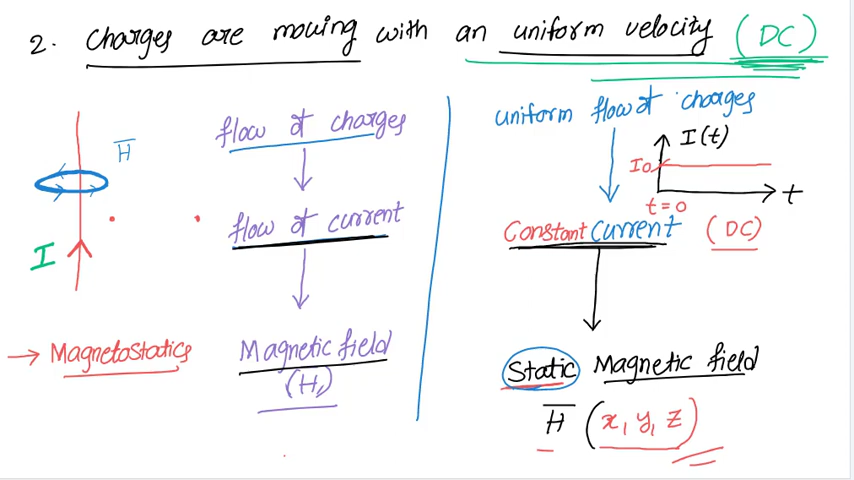 2. Charges are moving with an uniform velocity (DC)
H
I
→ Magnetostatics
flow of charges
flow of current
Magnetic field
(H)
uniform flow of charges
I(t)
I0
t
t=0
Constant Current (DC)
Static Magnetic field
H (x, y, z)